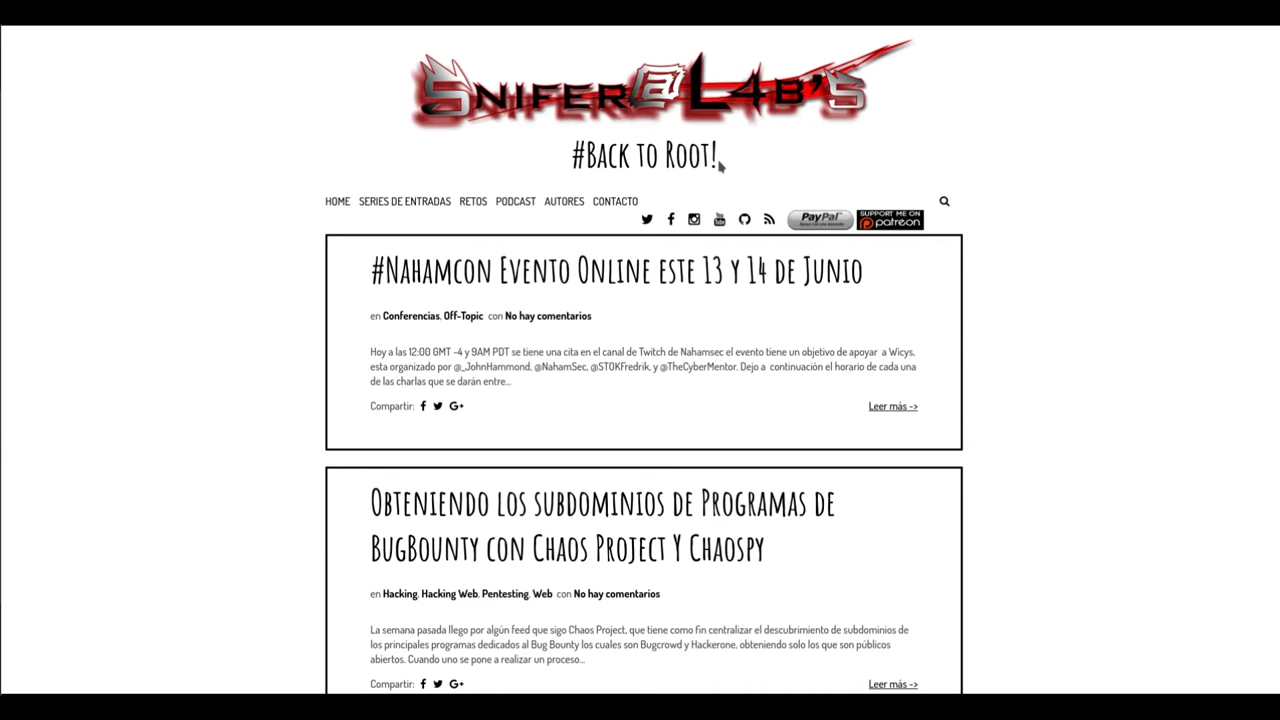 Snifer@L4b's
#Back to Root!
HOME SERIES DE ENTRADAS RETOS PODCAST AUTORES CONTACTO
PayPal
SUPPORT ME ON
patreon
#Nahamcon Evento Online este 13 y 14 de Junio
en Conferencias, Off-Topic con No hay comentarios
Hoy a las 12:00 GMT -4 y 9AM PDT se tiene una cita en el canal de Twitch de Nahamsec el evento tiene un objetivo de apoyar a Wicys,
esta organizado por @_JohnHammond, @NahamSec, @STOKFredrik, y @TheCyberMentor. Dejo a continuación el horario de cada una
de las charlas que se darán entre...
Compartir: Leer más ->
Obteniendo los subdominios de Programas de
BugBounty con Chaos Project Y Chaospy
en Hacking, Hacking Web, Pentesting, Web con No hay comentarios
La semana pasada llego por algún feed que sigo Chaos Project, que tiene como fin centralizar el descubrimiento de subdominios de
los principales programas dedicados al Bug Bounty los cuales son Bugcrowd y Hackerone, obteniendo solo los que son públicos
abiertos. Cuando uno se pone a realizar un proceso...
Compartir: Leer más ->